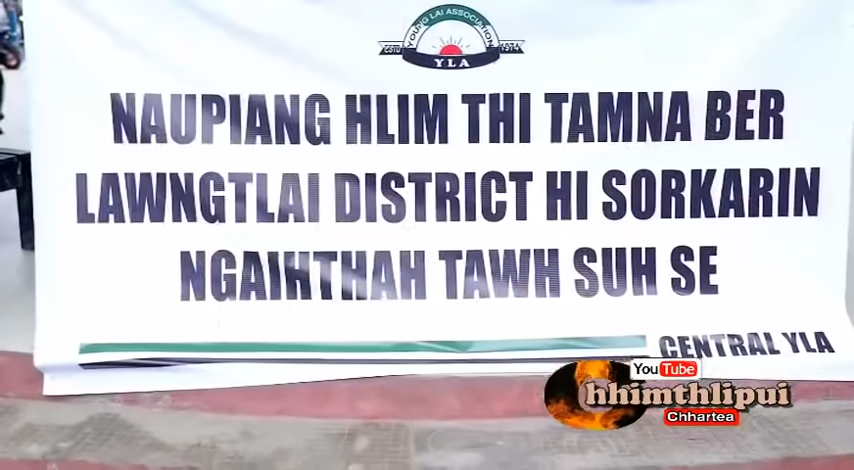 YOUNG LAI ASSOCIATION
ESTD 1974
YLA
NAUPIANG HLIM THI TAMNA BER
LAWNGTLAI DISTRICT HI SORKARIN
NGAIHTHAH TAWH SUH SE
CENTRAL YLA
YouTube
hhimthlipui
Chhartea